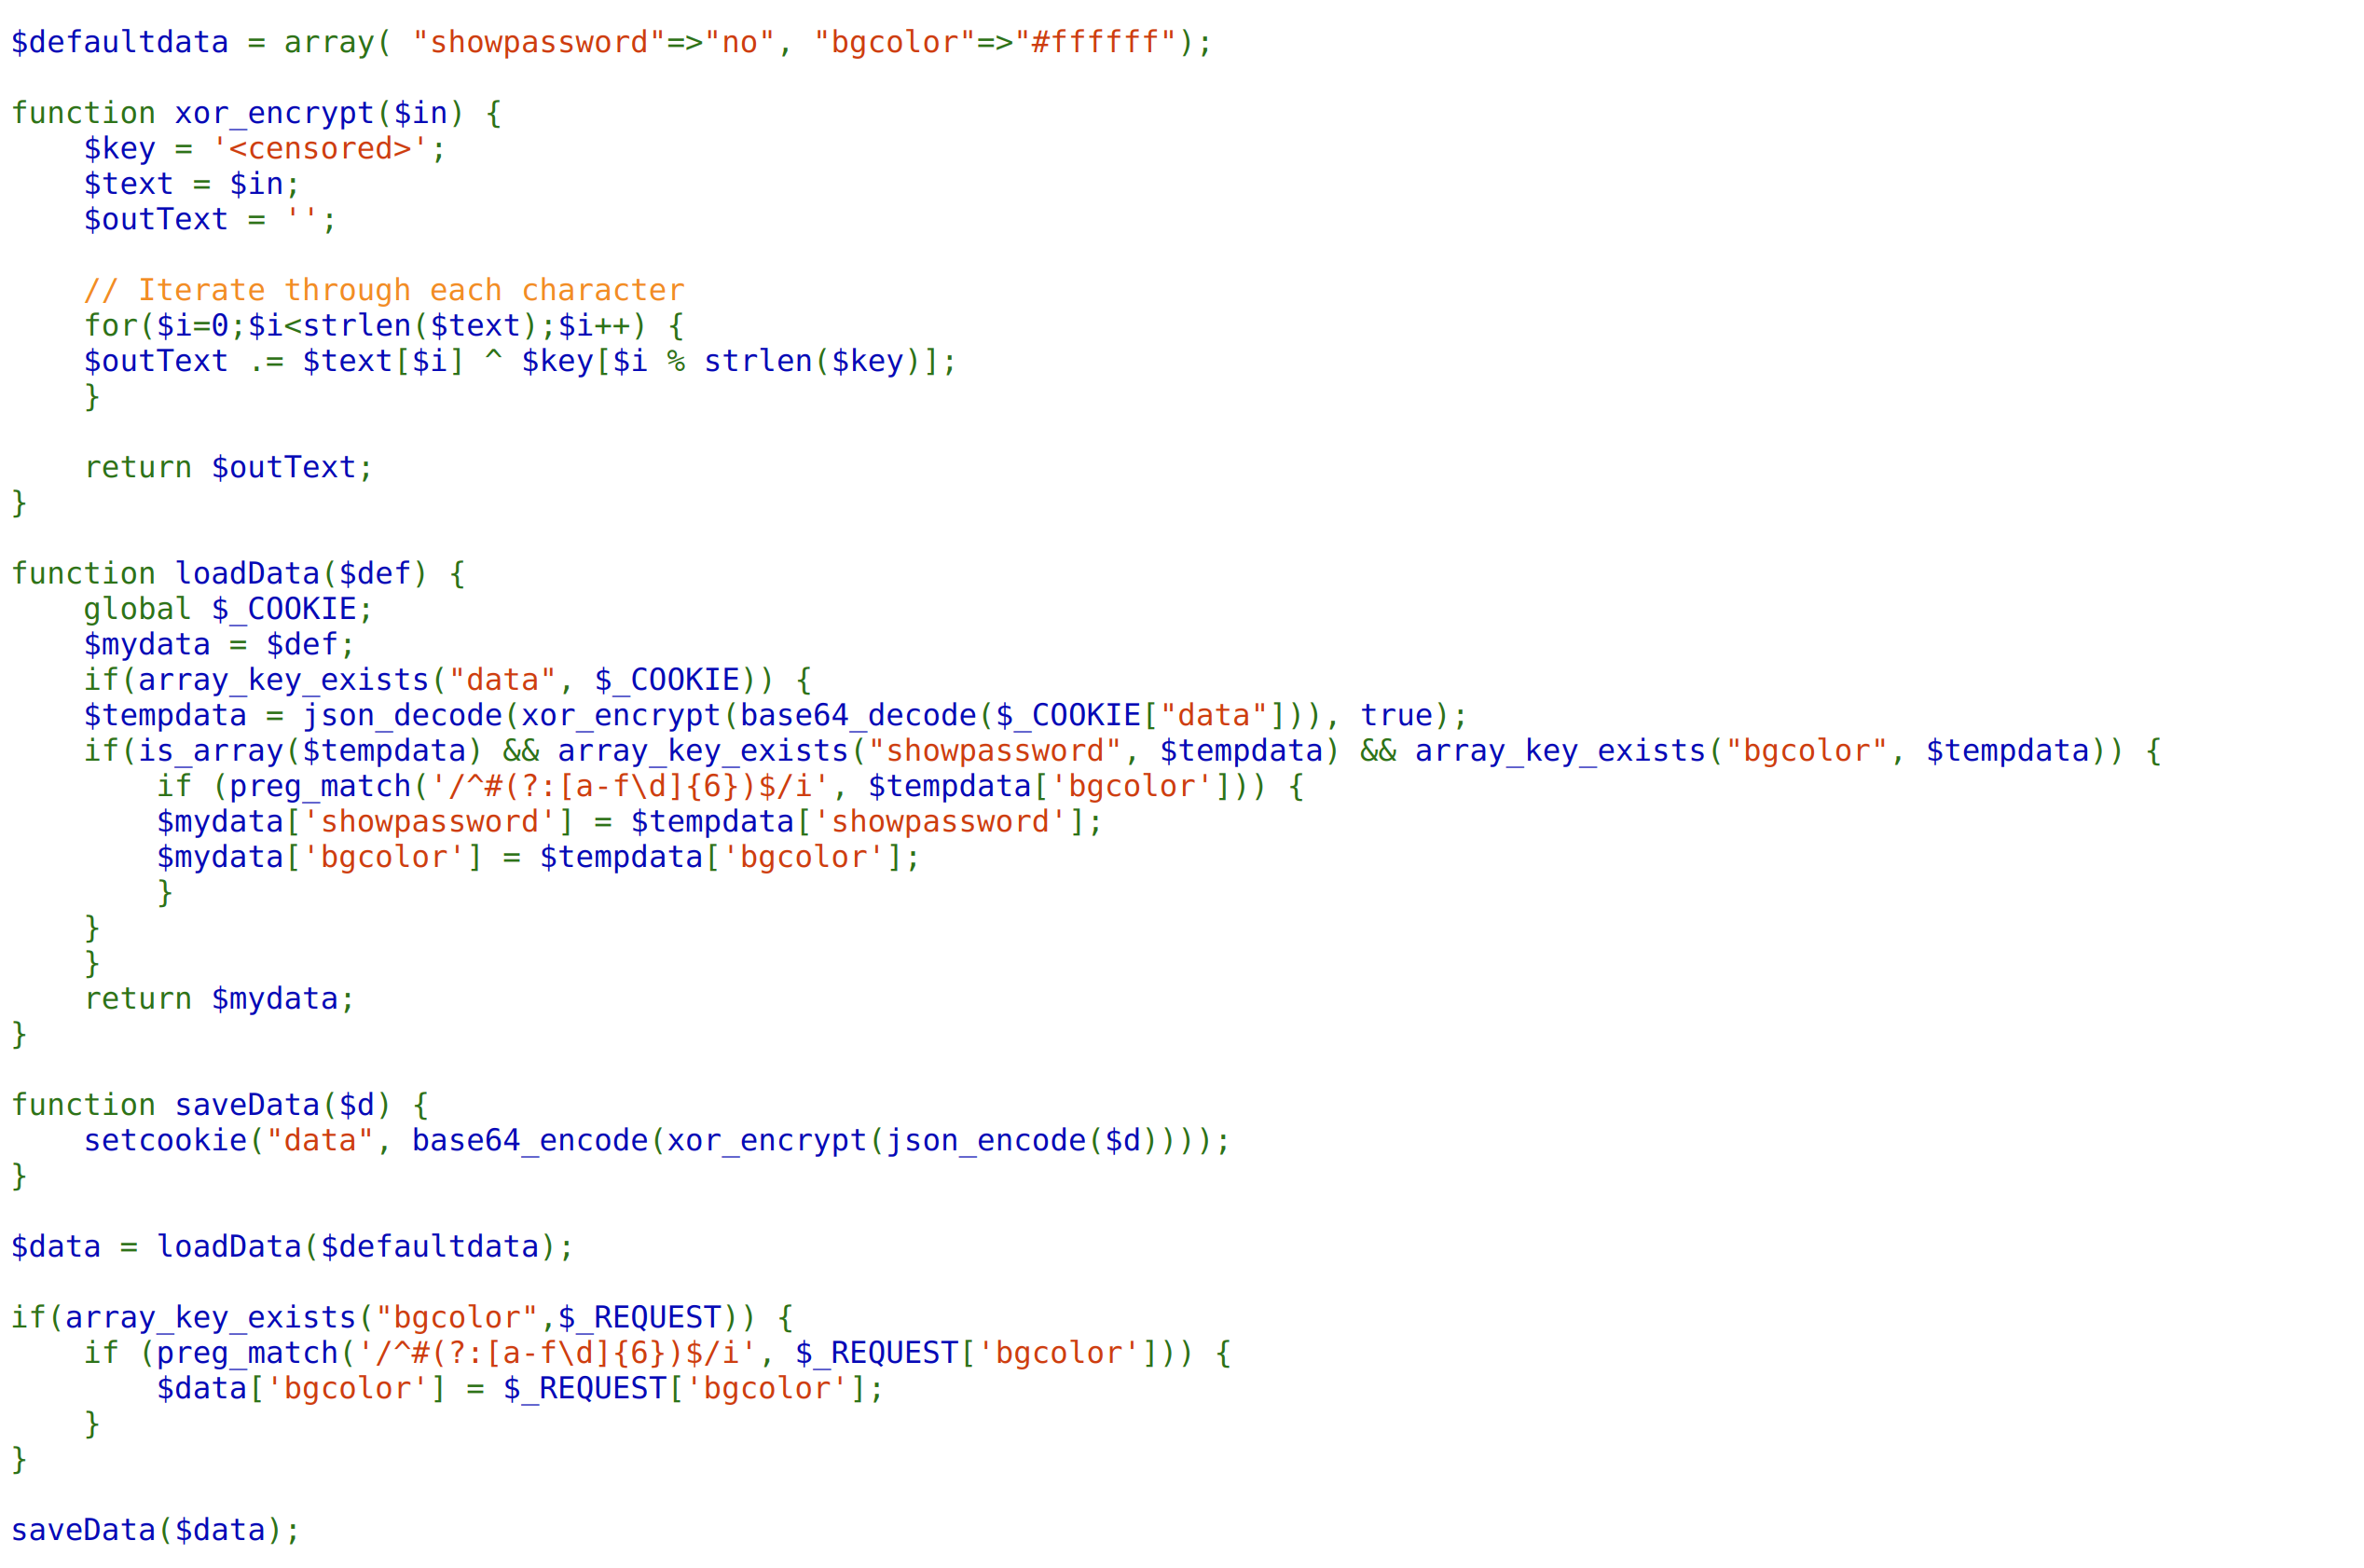 $defaultdata = array( "showpassword"=>"no", "bgcolor"=>"#ffffff");

function xor_encrypt($in) {
    $key = '<censored>';
    $text = $in;
    $outText = '';

    // Iterate through each character
    for($i=0;$i<strlen($text);$i++) {
    $outText .= $text[$i] ^ $key[$i % strlen($key)];
    }

    return $outText;
}

function loadData($def) {
    global $_COOKIE;
    $mydata = $def;
    if(array_key_exists("data", $_COOKIE)) {
    $tempdata = json_decode(xor_encrypt(base64_decode($_COOKIE["data"])), true);
    if(is_array($tempdata) && array_key_exists("showpassword", $tempdata) && array_key_exists("bgcolor", $tempdata)) {
        if (preg_match('/^#(?:[a-f\d]{6})$/i', $tempdata['bgcolor'])) {
        $mydata['showpassword'] = $tempdata['showpassword'];
        $mydata['bgcolor'] = $tempdata['bgcolor'];
        }
    }
    }
    return $mydata;
}

function saveData($d) {
    setcookie("data", base64_encode(xor_encrypt(json_encode($d))));
}

$data = loadData($defaultdata);

if(array_key_exists("bgcolor",$_REQUEST)) {
    if (preg_match('/^#(?:[a-f\d]{6})$/i', $_REQUEST['bgcolor'])) {
        $data['bgcolor'] = $_REQUEST['bgcolor'];
    }
}

saveData($data);